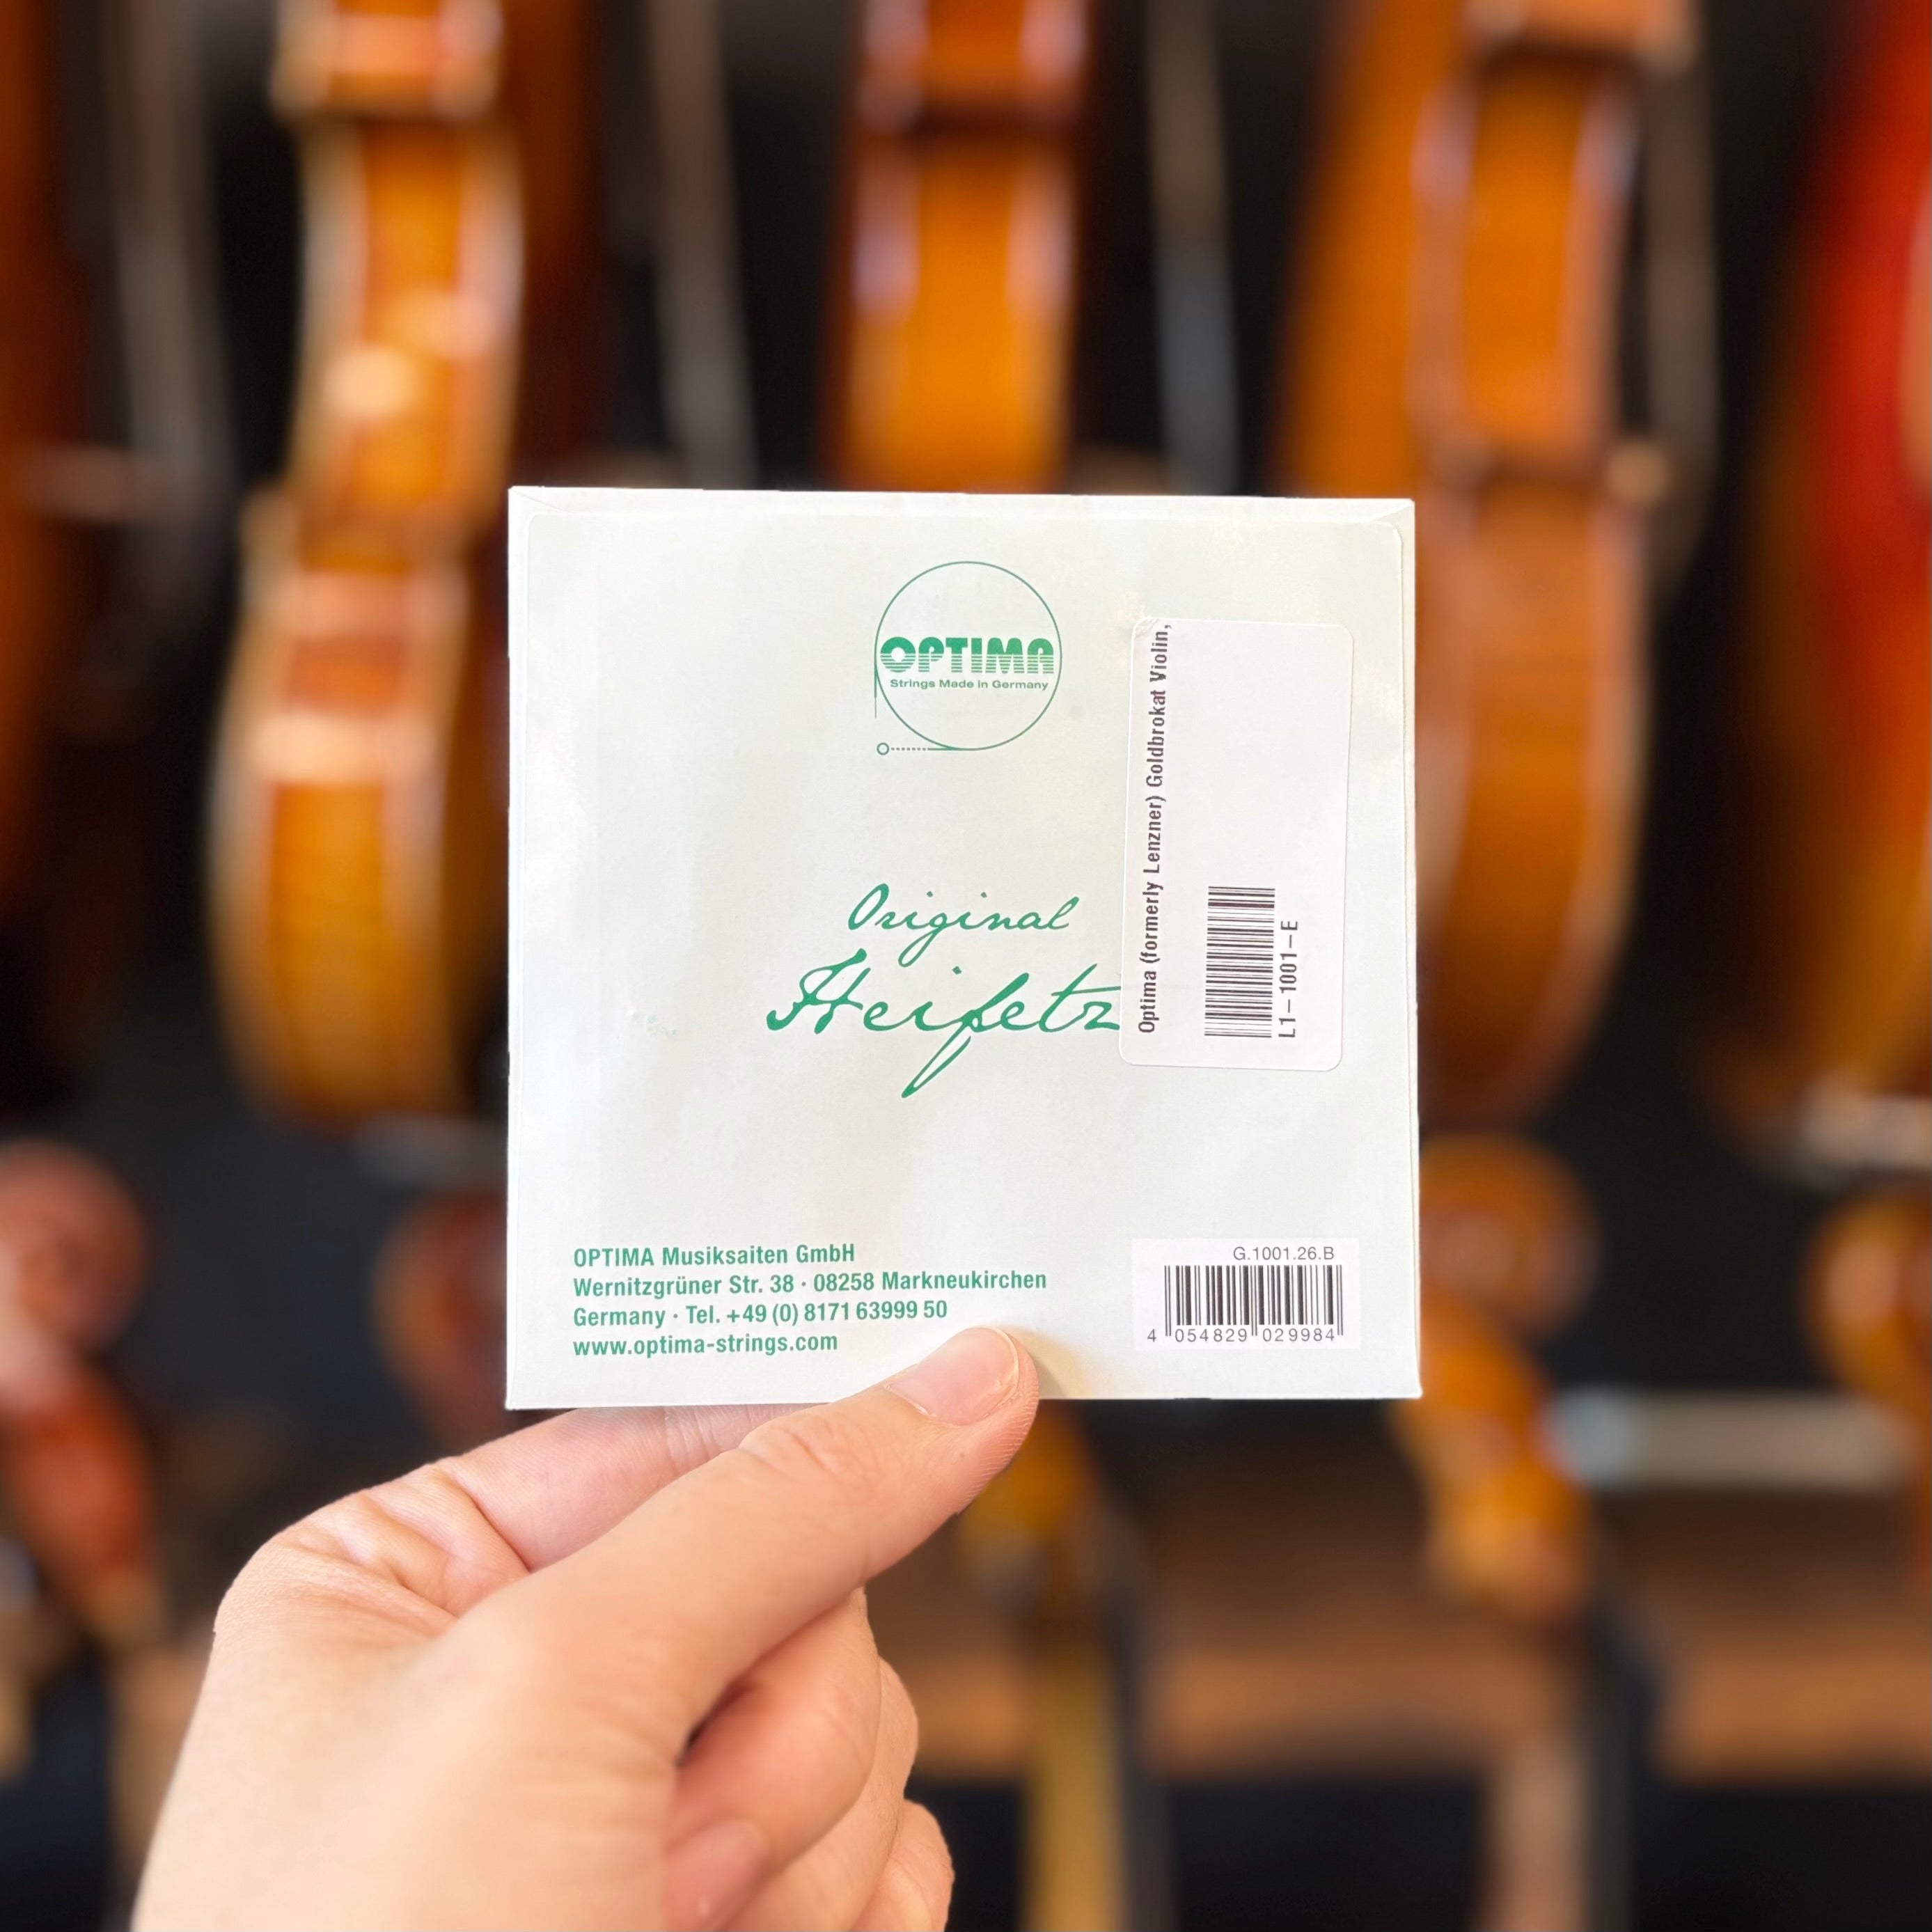 OPTIMA
Strings Made in Germany
Original
Heifetz
Optima (formerly Lenzner) Goldbrokat Violin,
L1-1001-E
OPTIMA Musiksaiten GmbH
Wernitzgrüner Str. 38 · 08258 Markneukirchen
Germany · Tel. +49 (0) 8171 63999 50
www.optima-strings.com
G.1001.26.B
4 054829 029984